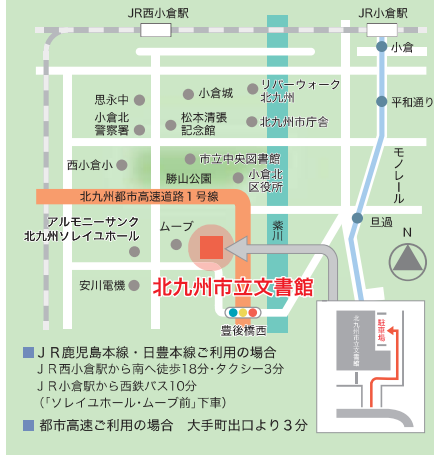 JR西小倉駅
JR小倉駅
小倉
リバーウォーク
北九州
小倉城
思永中
平和通り
松本清張
記念館
小倉北
警察署
北九州市庁舎
市立中央図書館
西小倉小
勝山公園
小倉北
区役所
モノレール
北九州都市高速道路1号線
アルモニーサンク
北九州ソレイユホール
ムーブ
紫川
旦過
N
安川電機
北九州市立文書館
豊後橋西
北九州市立文書館
駐車場
■JR鹿児島本線・日豊本線ご利用の場合
JR西小倉駅から南へ徒歩18分・タクシー3分
JR小倉駅から西鉄バス10分
(「ソレイユホール・ムーブ前」下車)
■都市高速ご利用の場合 大手町出口より3分